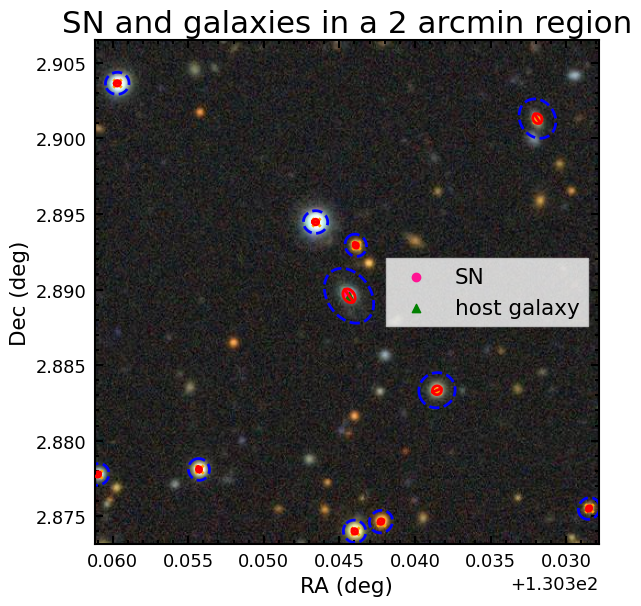 SN and galaxies in a 2 arcmin region
2.905
2.900
2.895
2.890
2.885
2.880
2.875
Dec (deg)
SN
host galaxy
0.060 0.055 0.050 0.045 0.040 0.035 0.030
RA (deg)
+1.303e2